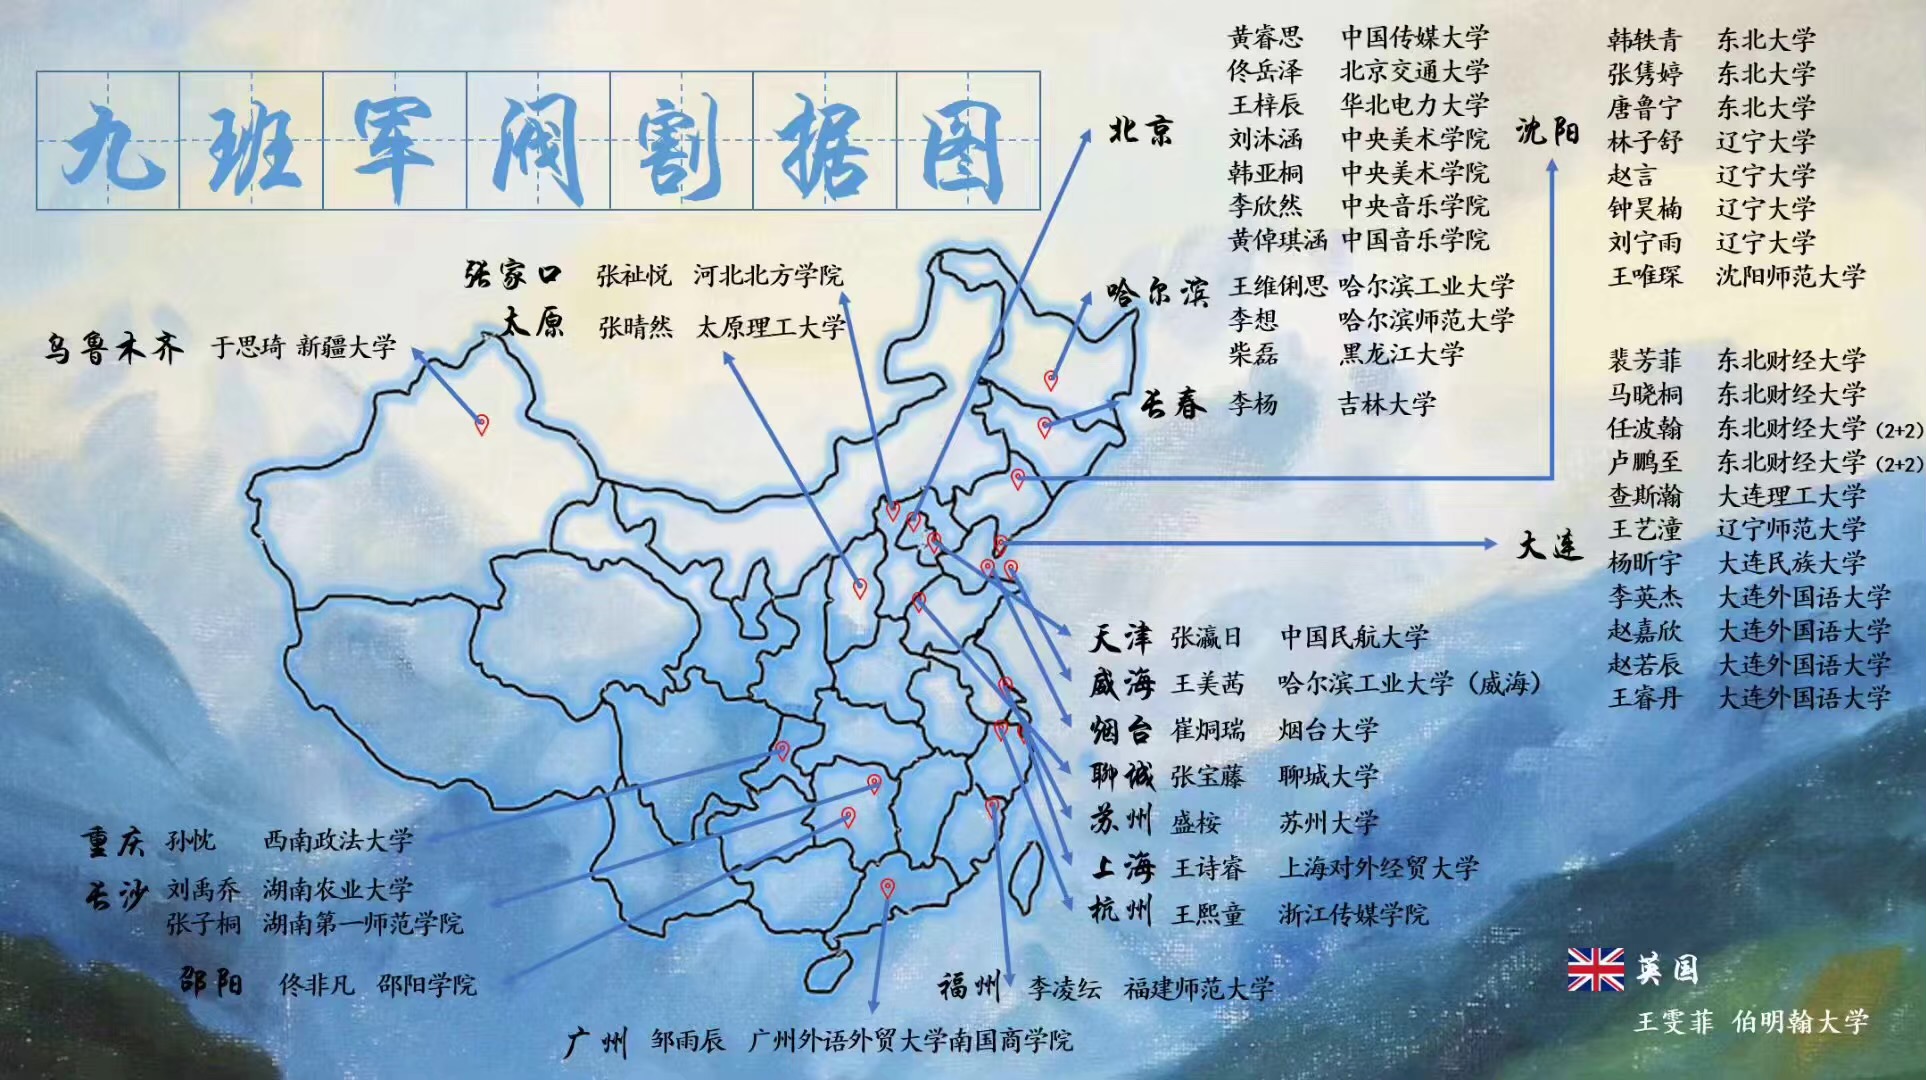 九班军阀割据图
北京
黄睿思 中国传媒大学
佟岳泽 北京交通大学
王梓辰 华北电力大学
刘沐涵 中央美术学院
韩亚桐 中央美术学院
李欣然 中央音乐学院
黄倬琪涵 中国音乐学院
沈阳
韩轶青 东北大学
张隽婷 东北大学
唐鲁宁 东北大学
林子舒 辽宁大学
赵言 辽宁大学
钟昊楠 辽宁大学
刘宁雨 辽宁大学
王唯琛 沈阳师范大学
张家口 张祉悦 河北北方学院
太原 张晴然 太原理工大学
乌鲁木齐 于思琦 新疆大学
哈尔滨
王维俐思 哈尔滨工业大学
李想 哈尔滨师范大学
柴磊 黑龙江大学
长春 李杨 吉林大学
大连
裴芳菲 东北财经大学
马晓桐 东北财经大学
任波翰 东北财经大学(2+2)
卢鹏至 东北财经大学(2+2)
查斯瀚 大连理工大学
王艺潼 辽宁师范大学
杨昕宇 大连民族大学
李英杰 大连外国语大学
赵嘉欣 大连外国语大学
赵若辰 大连外国语大学
王睿丹 大连外国语大学
天津 张瀛日 中国民航大学
威海 王美茜 哈尔滨工业大学（威海）
烟台 崔炯瑞 烟台大学
聊城 张宝藤 聊城大学
苏州 盛桉 苏州大学
上海 王诗睿 上海对外经贸大学
杭州 王熙童 浙江传媒学院
重庆 孙忱 西南政法大学
长沙 刘禹乔 湖南农业大学
张子桐 湖南第一师范学院
邵阳 佟非凡 邵阳学院
福州 李凌纭 福建师范大学
广州 邹雨辰 广州外语外贸大学南国商学院
英国
王雯菲 伯明翰大学